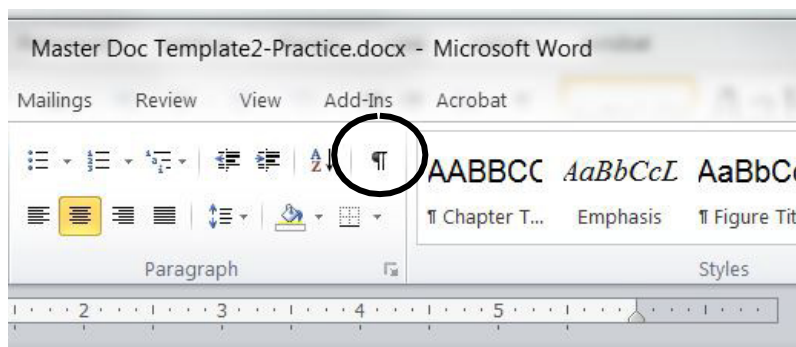 Master Doc Template2-Practice.docx - Microsoft Word
Mailings Review View Add-Ins Acrobat
AABBCC AaBbCcL AaBbC
¶ Chapter T... Emphasis ¶ Figure Tit
Paragraph Styles
2 3 4 5